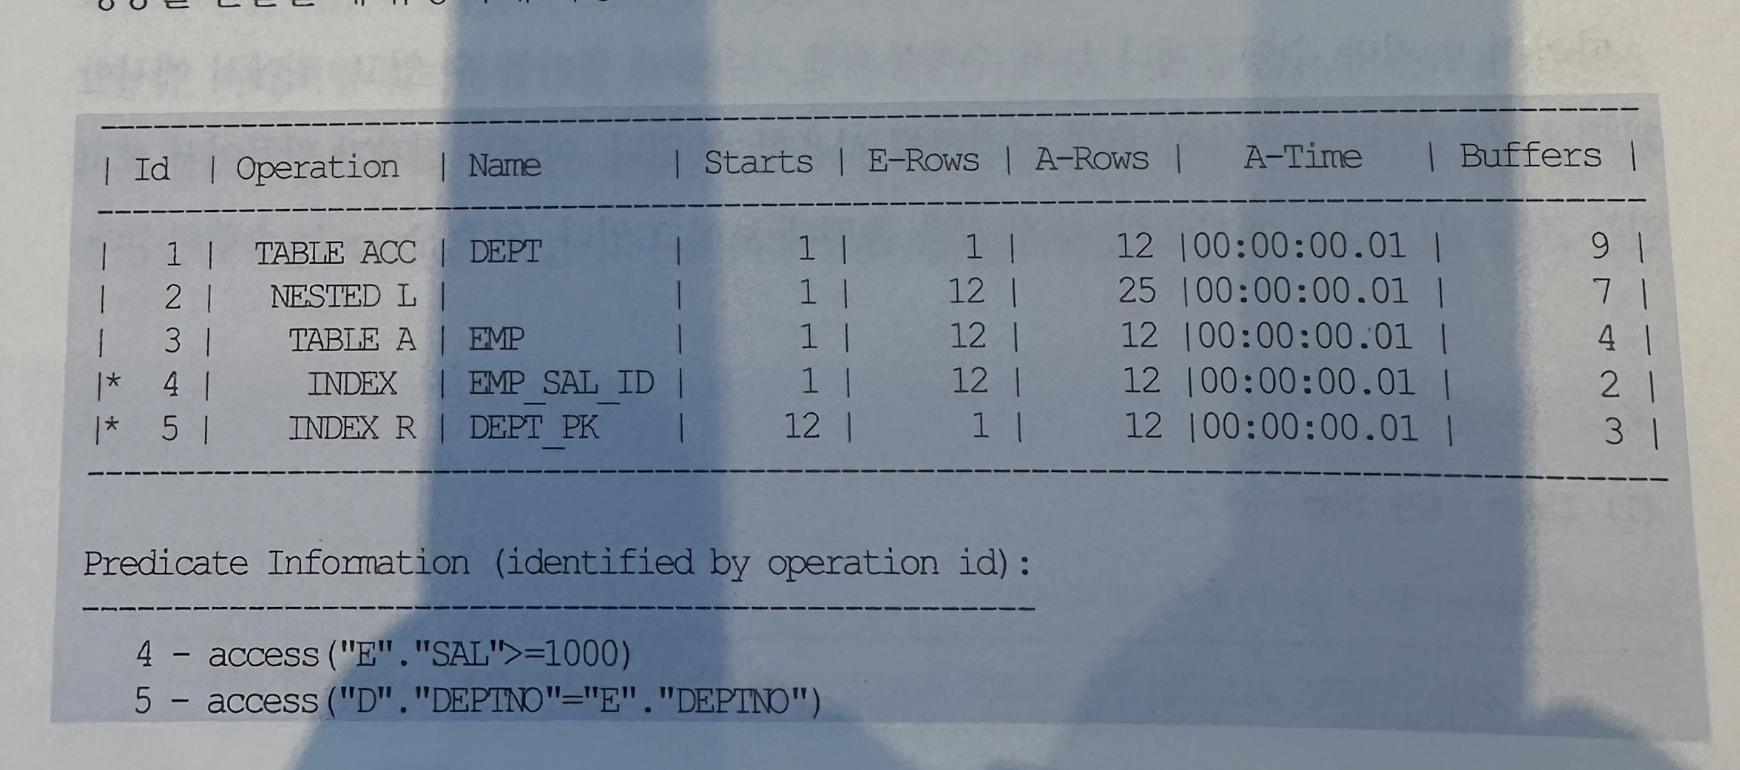 | Id | Operation | Name | Starts | E-Rows | A-Rows | A-Time | Buffers |
| 1 | TABLE ACC | DEPT | 1 | 1 | 12 |00:00:00.01 | 9 |
| 2 | NESTED L | | 1 | 12 | 25 |00:00:00.01 | 7 |
| 3 | TABLE A | EMP | 1 | 12 | 12 |00:00:00.01 | 4 |
|* 4 | INDEX | EMP_SAL_ID | 1 | 12 | 12 |00:00:00.01 | 2 |
|* 5 | INDEX R | DEPT_PK | 12 | 1 | 12 |00:00:00.01 | 3 |
Predicate Information (identified by operation id):
4 - access("E"."SAL">=1000)
5 - access("D"."DEPTNO"="E"."DEPTNO")